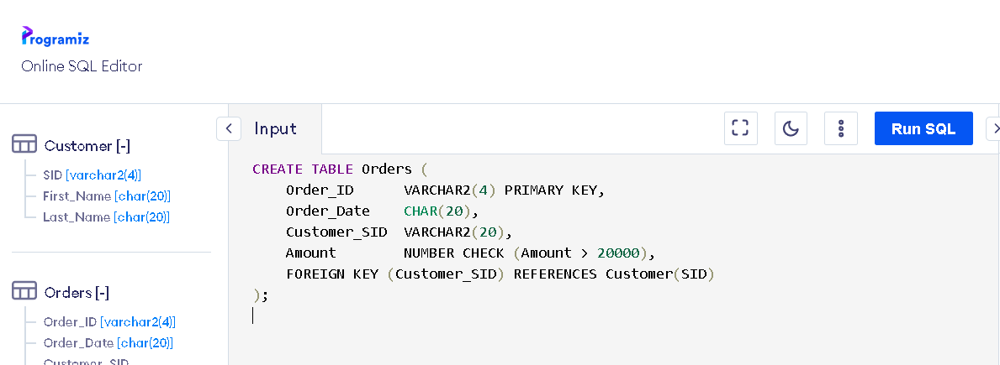 Programiz
Online SQL Editor
Customer [-]
SID [varchar2(4)]
First_Name [char(20)]
Last_Name [char(20)]
Orders [-]
Order_ID [varchar2(4)]
Order_Date [char(20)]
Customer_SID
Input
Run SQL
CREATE TABLE Orders (
    Order_ID      VARCHAR2(4) PRIMARY KEY,
    Order_Date    CHAR(20),
    Customer_SID  VARCHAR2(20),
    Amount        NUMBER CHECK (Amount > 20000),
    FOREIGN KEY (Customer_SID) REFERENCES Customer(SID)
);